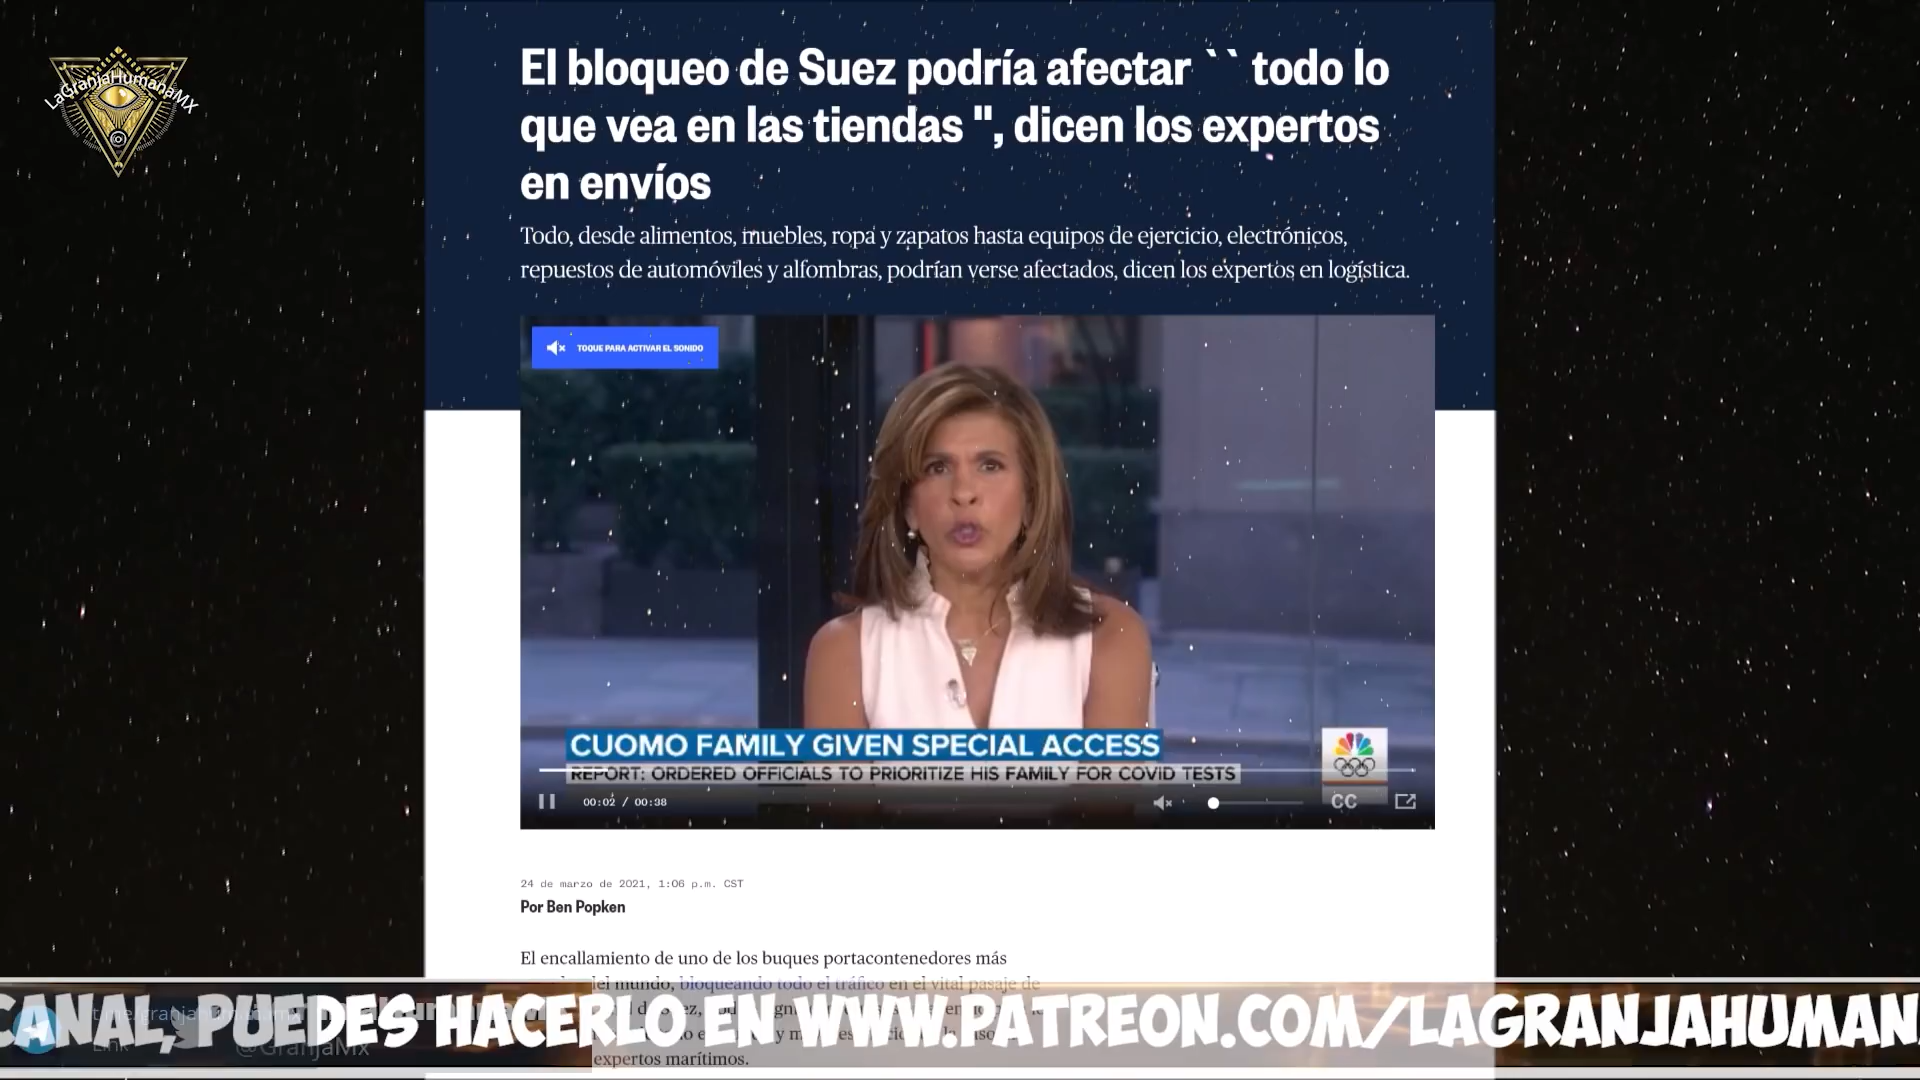 LaGranjaHumanaMX
El bloqueo de Suez podría afectar `` todo lo
que vea en las tiendas ", dicen los expertos
en envíos
Todo, desde alimentos, muebles, ropa y zapatos hasta equipos de ejercicio, electrónicos,
repuestos de automóviles y alfombras, podrían verse afectados, dicen los expertos en logística.
TOQUE PARA ACTIVAR EL SONIDO
CUOMO FAMILY GIVEN SPECIAL ACCESS
REPORT: ORDERED OFFICIALS TO PRIORITIZE HIS FAMILY FOR COVID TESTS
00:02 / 00:38
CC
24 de marzo de 2021, 1:06 p.m. CST
Por Ben Popken
El encallamiento de uno de los buques portacontenedores más
del mundo, bloqueando todo el tráfico en el vital pasaje de
CANAL, PUEDES HACERLO EN WWW.PATREON.COM/LAGRANJAHUMAN
@GranjaMx
expertos marítimos.